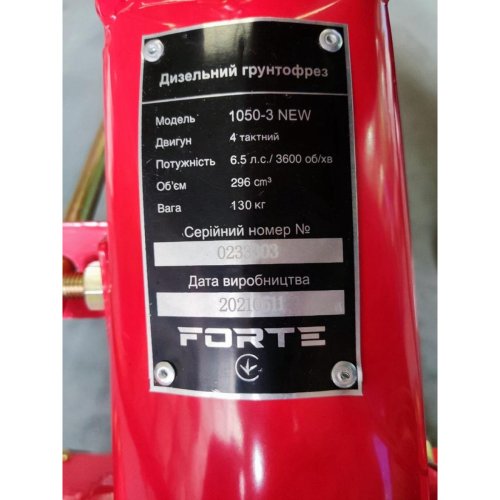 Дизельний грунтофрез
Модель 1050-3 NEW
Двигун 4 тактний
Потужність 6.5 л.с./ 3600 об/хв
Об'єм 296 cm³
Вага 130 кг
Серійний номер №
Дата виробництва
FORTE